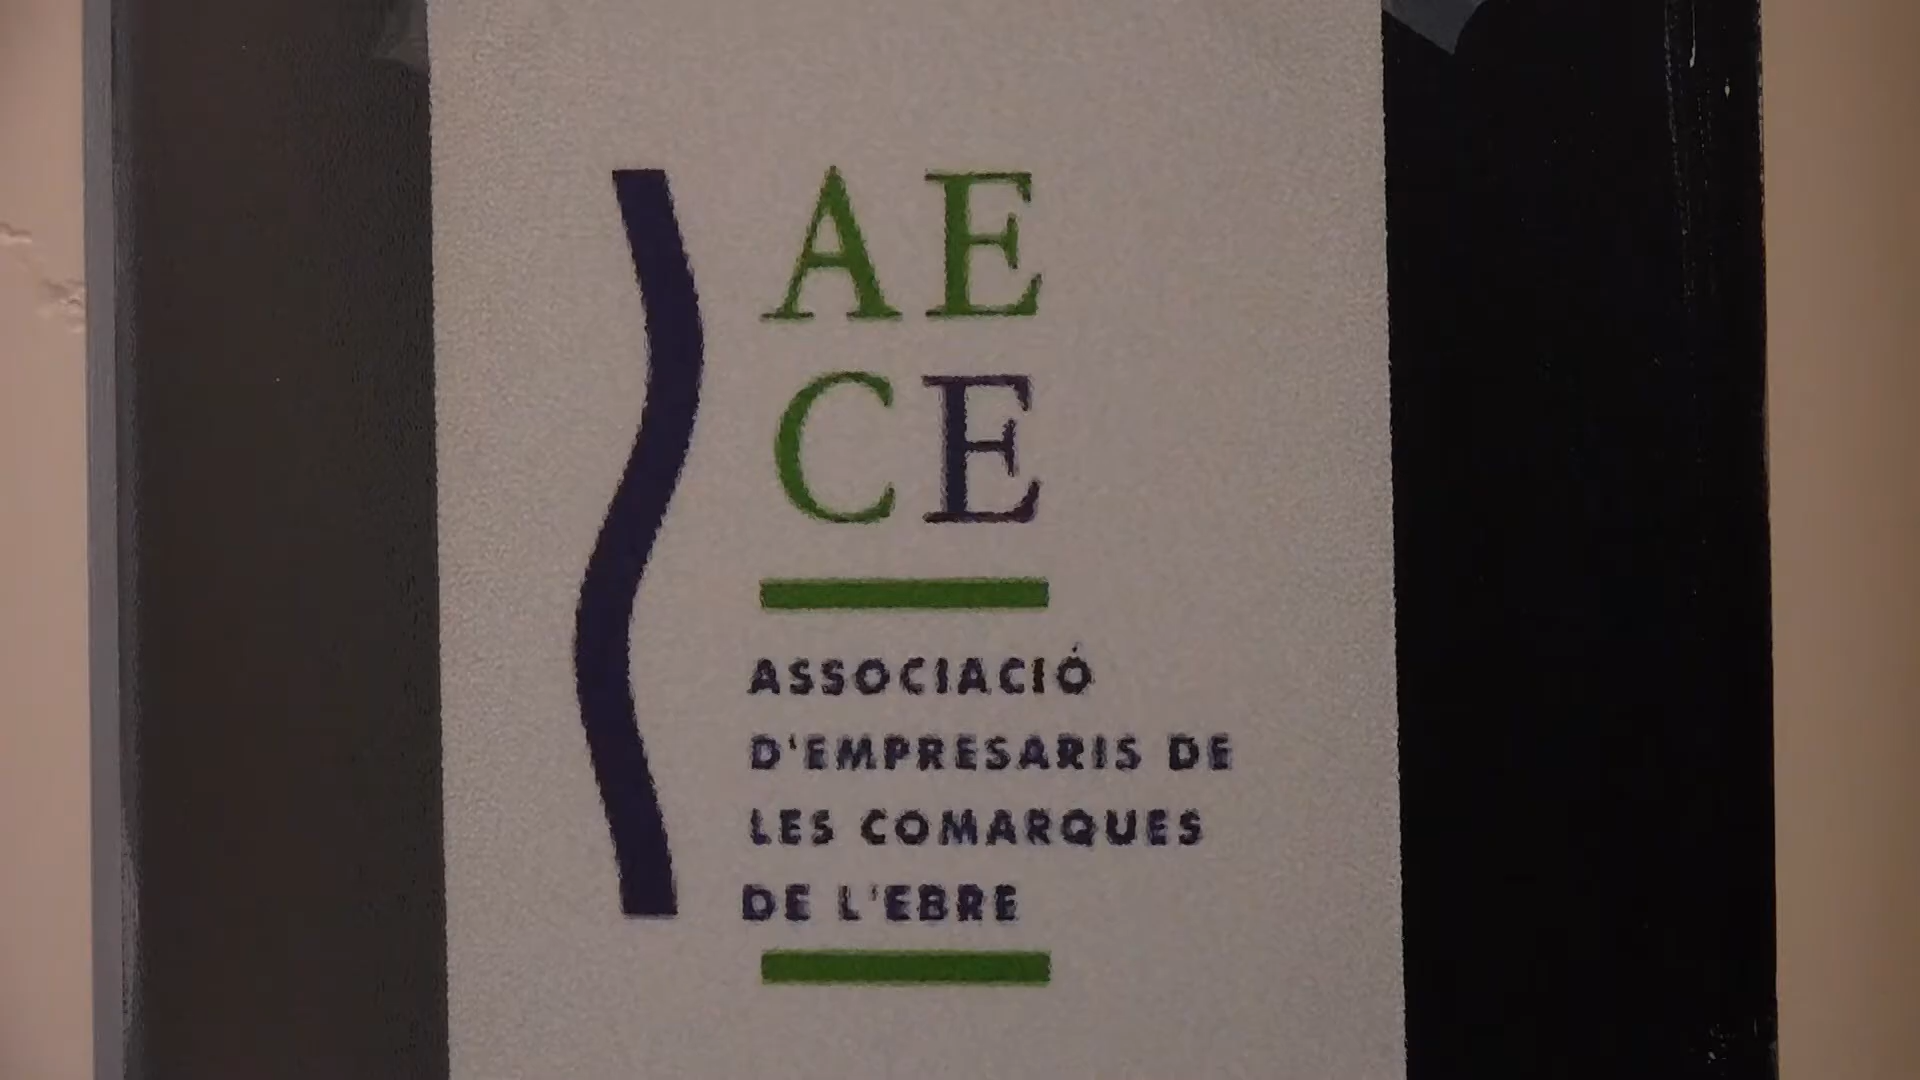 AE
CE
ASSOCIACIÓ
D'EMPRESARIS DE
LES COMARQUES
DE L'EBRE